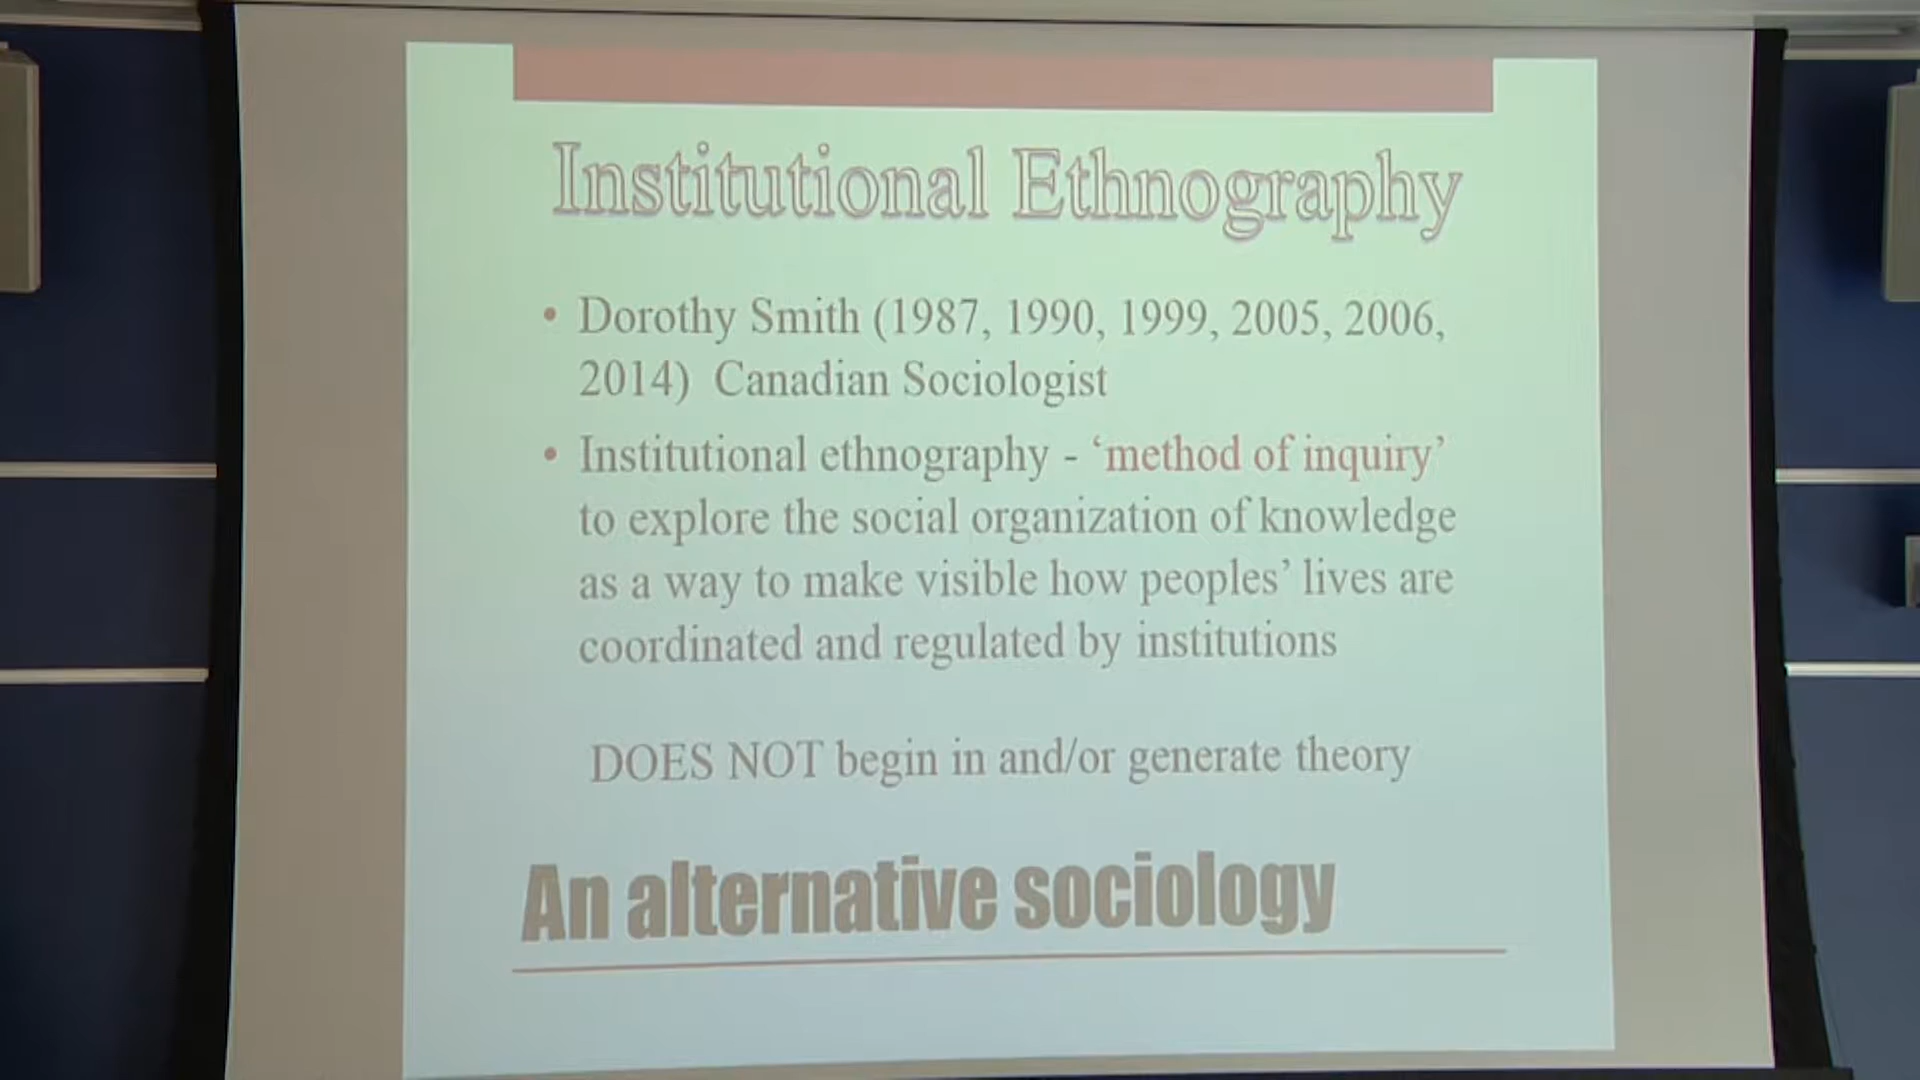 Institutional Ethnography
• Dorothy Smith (1987, 1990, 1999, 2005, 2006,
2014)  Canadian Sociologist
• Institutional ethnography - ‘method of inquiry’
to explore the social organization of knowledge
as a way to make visible how peoples’ lives are
coordinated and regulated by institutions
DOES NOT begin in and/or generate theory
An alternative sociology